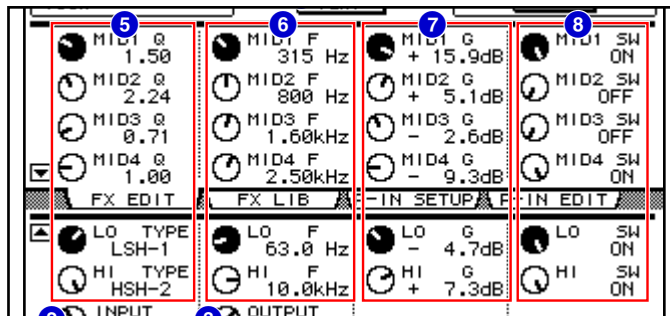 5 6 7 8
MID1 Q MID1 F MID1 G MID1 SW
1.50 315 Hz + 15.9dB ON
MID2 Q MID2 F MID2 G MID2 SW
2.24 800 Hz + 5.1dB OFF
MID3 Q MID3 F MID3 G MID3 SW
0.71 1.60kHz - 2.6dB OFF
MID4 Q MID4 F MID4 G MID4 SW
1.00 2.50kHz - 9.3dB ON
FX EDIT FX LIB -IN SETUP -IN EDIT
LO TYPE LO F LO G LO SW
LSH-1 63.0 Hz - 4.7dB ON
HI TYPE HI F HI G HI SW
HSH-2 10.0kHz + 7.3dB ON
INPUT OUTPUT